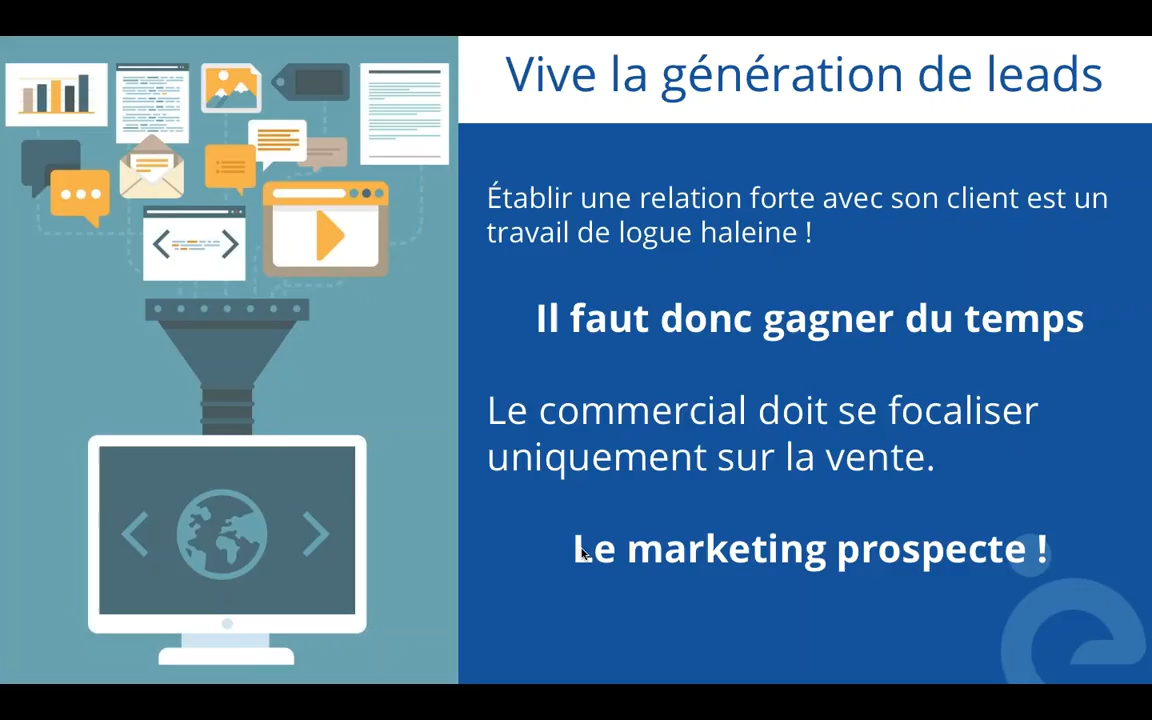 Vive la génération de leads
Établir une relation forte avec son client est un
travail de logue haleine !
Il faut donc gagner du temps
Le commercial doit se focaliser
uniquement sur la vente.
Le marketing prospecte !